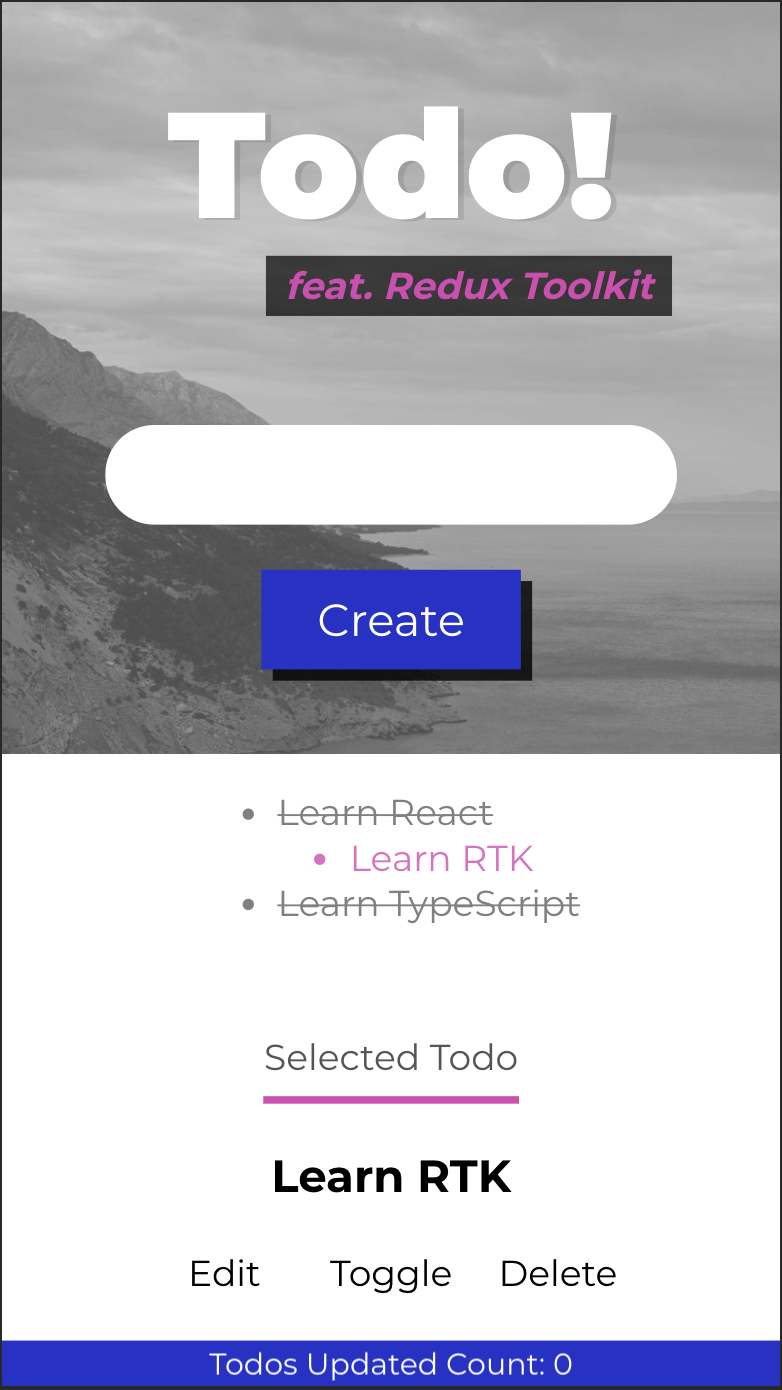 Todo!
feat. Redux Toolkit
Create
Learn React
Learn RTK
Learn TypeScript
Selected Todo
Learn RTK
Edit Toggle Delete
Todos Updated Count: 0